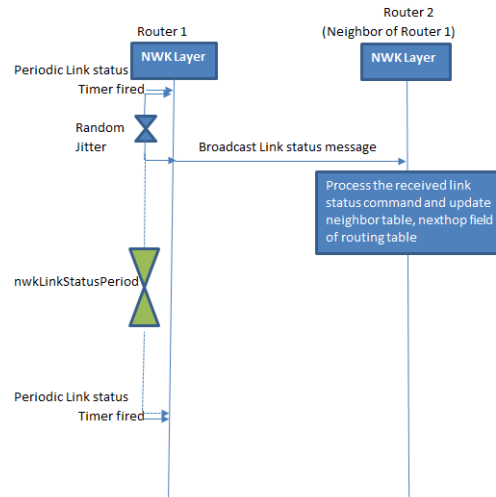 Router 1
Router 2
(Neighbor of Router 1)
NWK Layer
NWK Layer
Periodic Link status
Timer fired
Random
Jitter
Broadcast Link status message
Process the received link
status command and update
neighbor table, nexthop field
of routing table
nwkLinkStatusPeriod
Periodic Link status
Timer fired